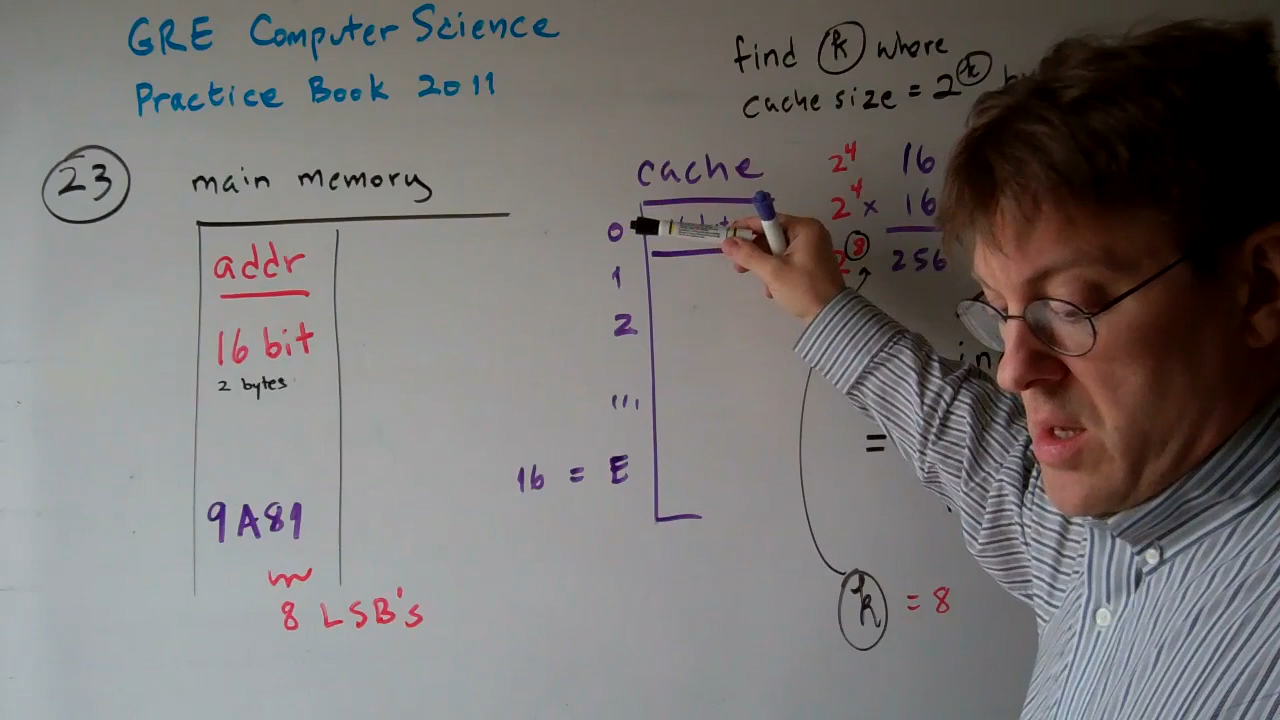 GRE Computer Science
Practice Book 2011
find k where
cache size = 2^k
23
main memory
addr
16 bit
2 bytes
9A89
8 LSB's
cache
0
1
2
...
16 = E
2^4 16
2^4 x 16
2^8 256
in
=
k = 8